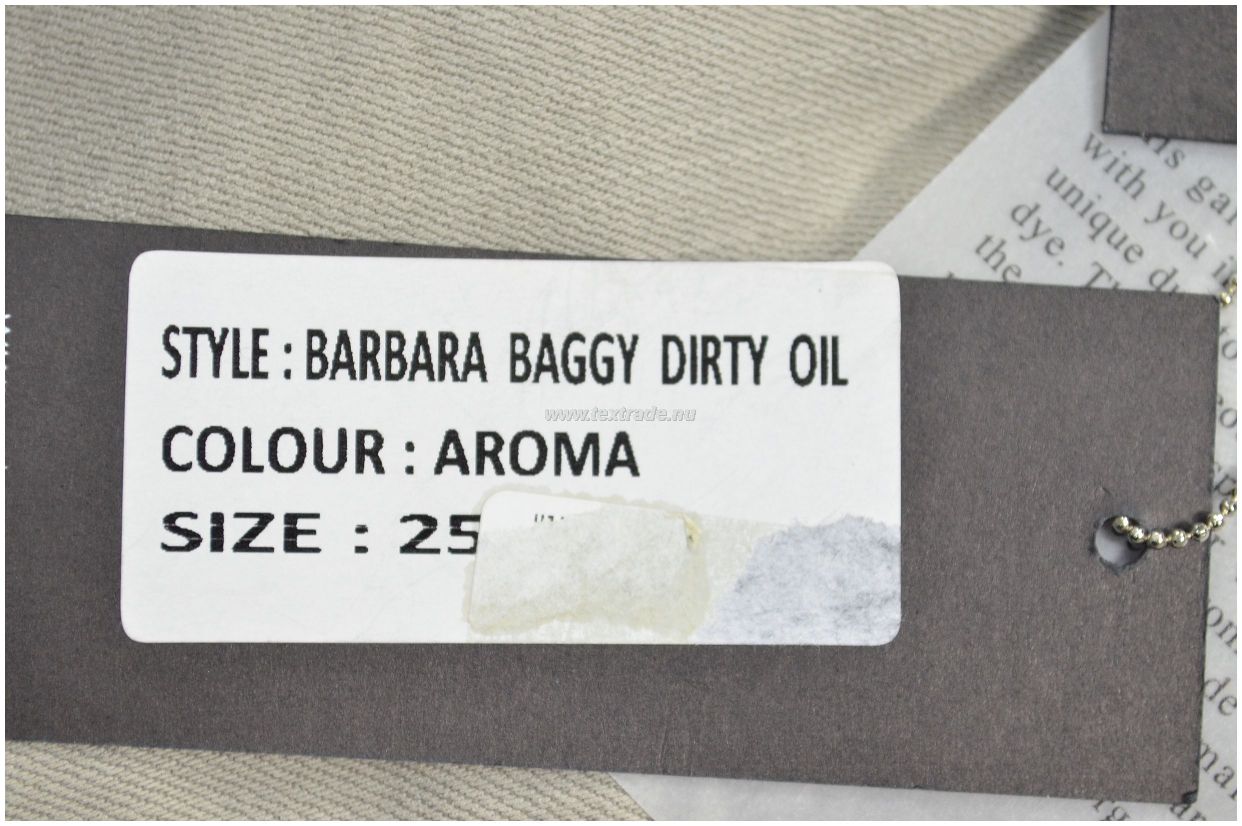 STYLE : BARBARA BAGGY DIRTY OIL
www.textrade.nu
COLOUR : AROMA
SIZE : 25
with you
unique
dye.
the